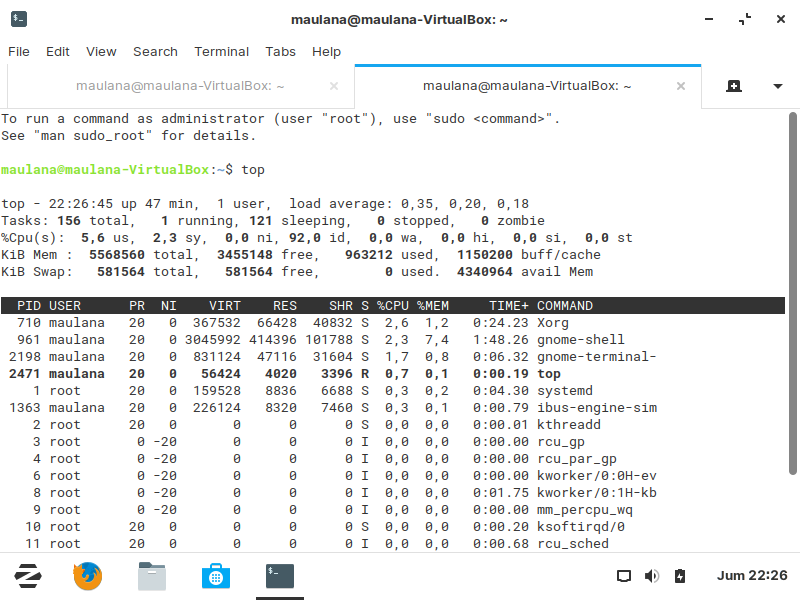 maulana@maulana-VirtualBox: ~
File Edit View Search Terminal Tabs Help
maulana@maulana-VirtualBox: ~ × maulana@maulana-VirtualBox: ~ ×
To run a command as administrator (user "root"), use "sudo <command>".
See "man sudo_root" for details.
maulana@maulana-VirtualBox:~$ top
top - 22:26:45 up 47 min,  1 user,  load average: 0,35, 0,20, 0,18
Tasks: 156 total,   1 running, 121 sleeping,   0 stopped,   0 zombie
%Cpu(s):  5,6 us,  2,3 sy,  0,0 ni, 92,0 id,  0,0 wa,  0,0 hi,  0,0 si,  0,0 st
KiB Mem :  5568560 total,  3455148 free,   963212 used,  1150200 buff/cache
KiB Swap:   581564 total,   581564 free,        0 used.  4340964 avail Mem
PID USER      PR  NI    VIRT    RES    SHR S %CPU %MEM     TIME+ COMMAND
710 maulana   20   0  367532  66428  40832 S  2,6  1,2   0:24.23 Xorg
961 maulana   20   0 3045992 414396 101788 S  2,3  7,4   1:48.26 gnome-shell
2198 maulana   20   0  831124  47116  31604 S  1,7  0,8   0:06.32 gnome-terminal-
2471 maulana   20   0   56424   4020   3396 R  0,7  0,1   0:00.19 top
1 root      20   0  159528   8836   6688 S  0,3  0,2   0:04.30 systemd
1363 maulana   20   0  226124   8320   7460 S  0,3  0,1   0:00.79 ibus-engine-sim
2 root      20   0       0      0      0 S  0,0  0,0   0:00.01 kthreadd
3 root       0 -20       0      0      0 I  0,0  0,0   0:00.00 rcu_gp
4 root       0 -20       0      0      0 I  0,0  0,0   0:00.00 rcu_par_gp
6 root       0 -20       0      0      0 I  0,0  0,0   0:00.00 kworker/0:0H-ev
8 root       0 -20       0      0      0 I  0,0  0,0   0:01.75 kworker/0:1H-kb
9 root       0 -20       0      0      0 I  0,0  0,0   0:00.00 mm_percpu_wq
10 root      20   0       0      0      0 S  0,0  0,0   0:00.20 ksoftirqd/0
11 root      20   0       0      0      0 I  0,0  0,0   0:00.68 rcu_sched
Jum 22:26